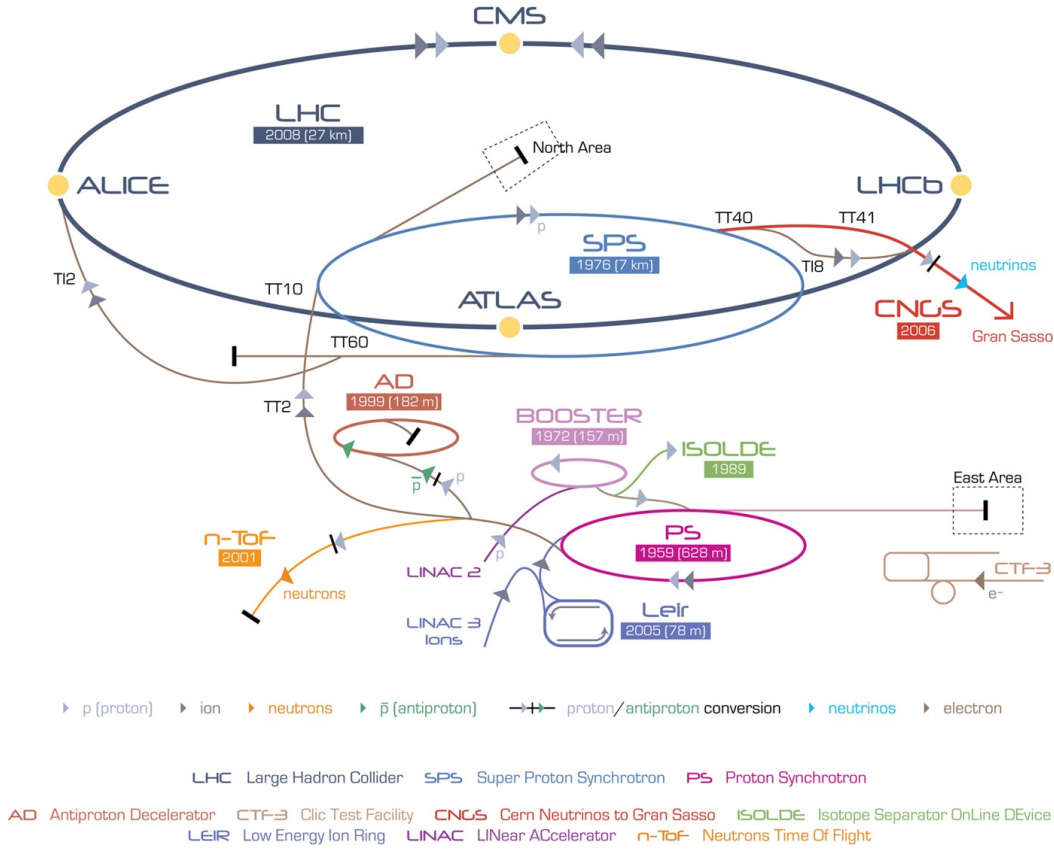 CMS
LHC
2008 (27 km)
North Area
ALICE
LHCb
TT40
TT41
p
SPS
1976 (7 km)
TI8
neutrinos
TI2
TT10
ATLAS
CNGS
2006
Gran Sasso
TT60
AD
1999 (182 m)
TT2
BOOSTER
1972 (157 m)
ISOLDE
1989
p̄
p
East Area
n-ToF
2001
PS
1959 (628 m)
p
LINAC 2
neutrons
CTF-3
e-
LINAC 3
Ions
Leir
2005 (78 m)
p (proton)
ion
neutrons
p̄ (antiproton)
proton/antiproton conversion
neutrinos
electron
LHC Large Hadron Collider SPS Super Proton Synchrotron PS Proton Synchrotron
AD Antiproton Decelerator CTF-3 Clic Test Facility CNGS Cern Neutrinos to Gran Sasso ISOLDE Isotope Separator OnLine DEvice
LEIR Low Energy Ion Ring LINAC LINear ACcelerator n-ToF Neutrons Time Of Flight